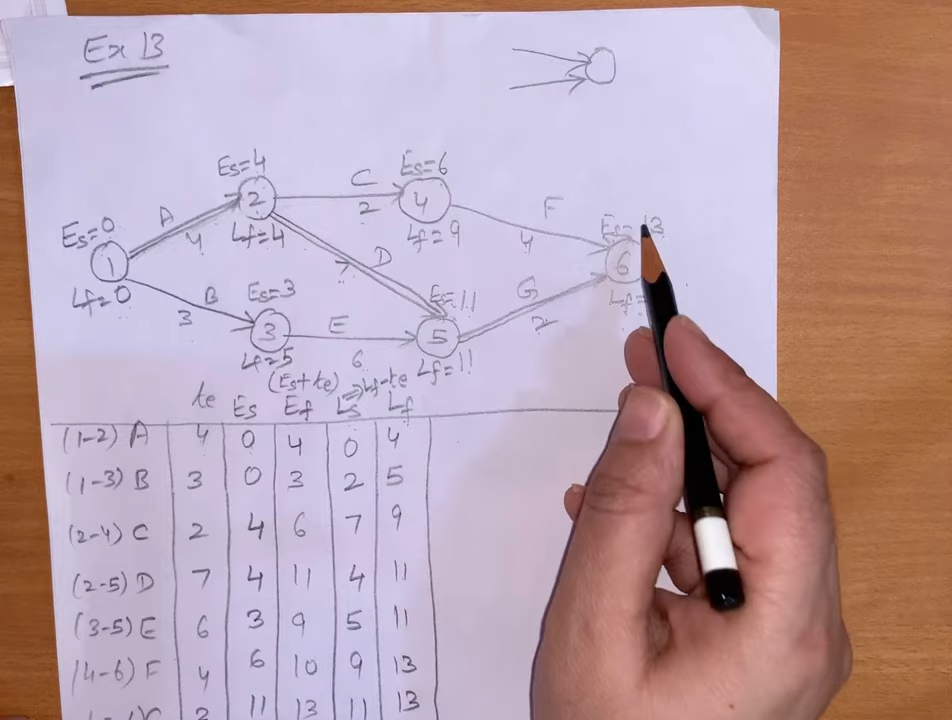 Ex 13
Es=4
Es=6
A
4
2
C
2
4
F
4
Es=0
1
Lf=0
Lf=4
Lf=9
Es=13
6
Lf=
D
B
3
Es=3
3
Lf=5
E
6
Es=11
5
Lf=11
G
2
(Es+te) => Lf-te
te Es Ef Ls Lf
(1-2) A 4 0 4 0 4
(1-3) B 3 0 3 2 5
(2-4) C 2 4 6 7 9
(2-5) D 7 4 11 4 11
(3-5) E 6 3 9 5 11
(4-6) F 4 6 10 9 13
G 2 11 13 11 13